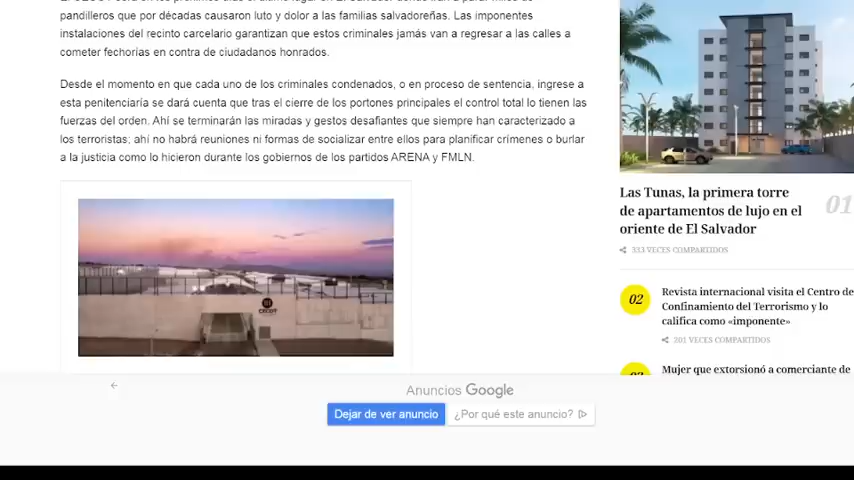 pandilleros que por décadas causaron luto y dolor a las familias salvadoreñas. Las imponentes
instalaciones del recinto carcelario garantizan que estos criminales jamás van a regresar a las calles a
cometer fechorías en contra de ciudadanos honrados.
Desde el momento en que cada uno de los criminales condenados, o en proceso de sentencia, ingrese a
esta penitenciaría se dará cuenta que tras el cierre de los portones principales el control total lo tienen las
fuerzas del orden. Ahí se terminarán las miradas y gestos desafiantes que siempre han caracterizado a
los terroristas; ahí no habrá reuniones ni formas de socializar entre ellos para planificar crímenes o burlar
a la justicia como lo hicieron durante los gobiernos de los partidos ARENA y FMLN.
CECOT
Las Tunas, la primera torre
de apartamentos de lujo en el
oriente de El Salvador
01
333 VECES COMPARTIDOS
02
Revista internacional visita el Centro de
Confinamiento del Terrorismo y lo
califica como «imponente»
201 VECES COMPARTIDOS
Mujer que extorsionó a comerciante de
Anuncios Google
Dejar de ver anuncio
¿Por qué este anuncio?